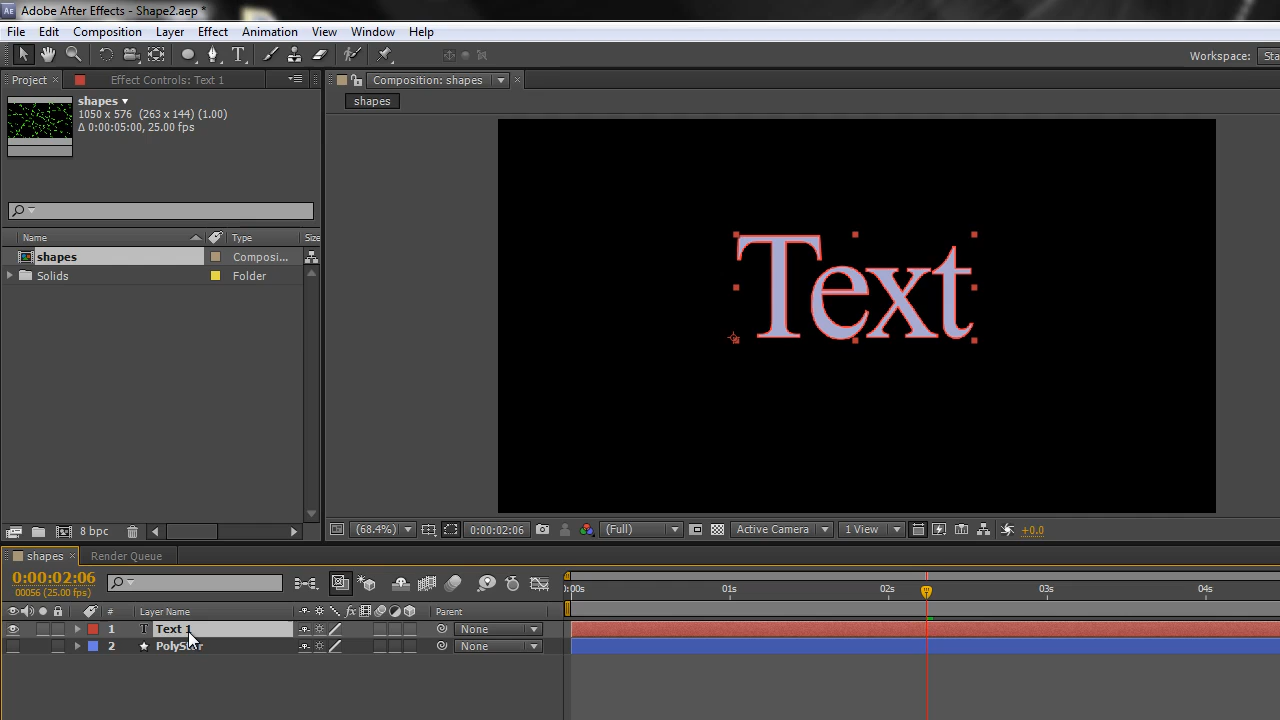 Adobe After Effects - Shape2.aep *
File Edit Composition Layer Effect Animation View Window Help
Workspace: Sta
Project × Effect Controls: Text 1
Composition: shapes ×
shapes
shapes ▾
1050 x 576 (263 x 144) (1.00)
Δ 0:00:05:00, 25.00 fps
Text
Name Type Size
shapes Composi...
Solids Folder
8 bpc
(68.4%) 0:00:02:06 (Full) Active Camera 1 View +0.0
shapes × Render Queue
0:00:02:06
00056 (25.00 fps)
):00s 01s 02s 03s 04s
# Layer Name fx Parent
1 T Text 1 None
2 PolyStar None